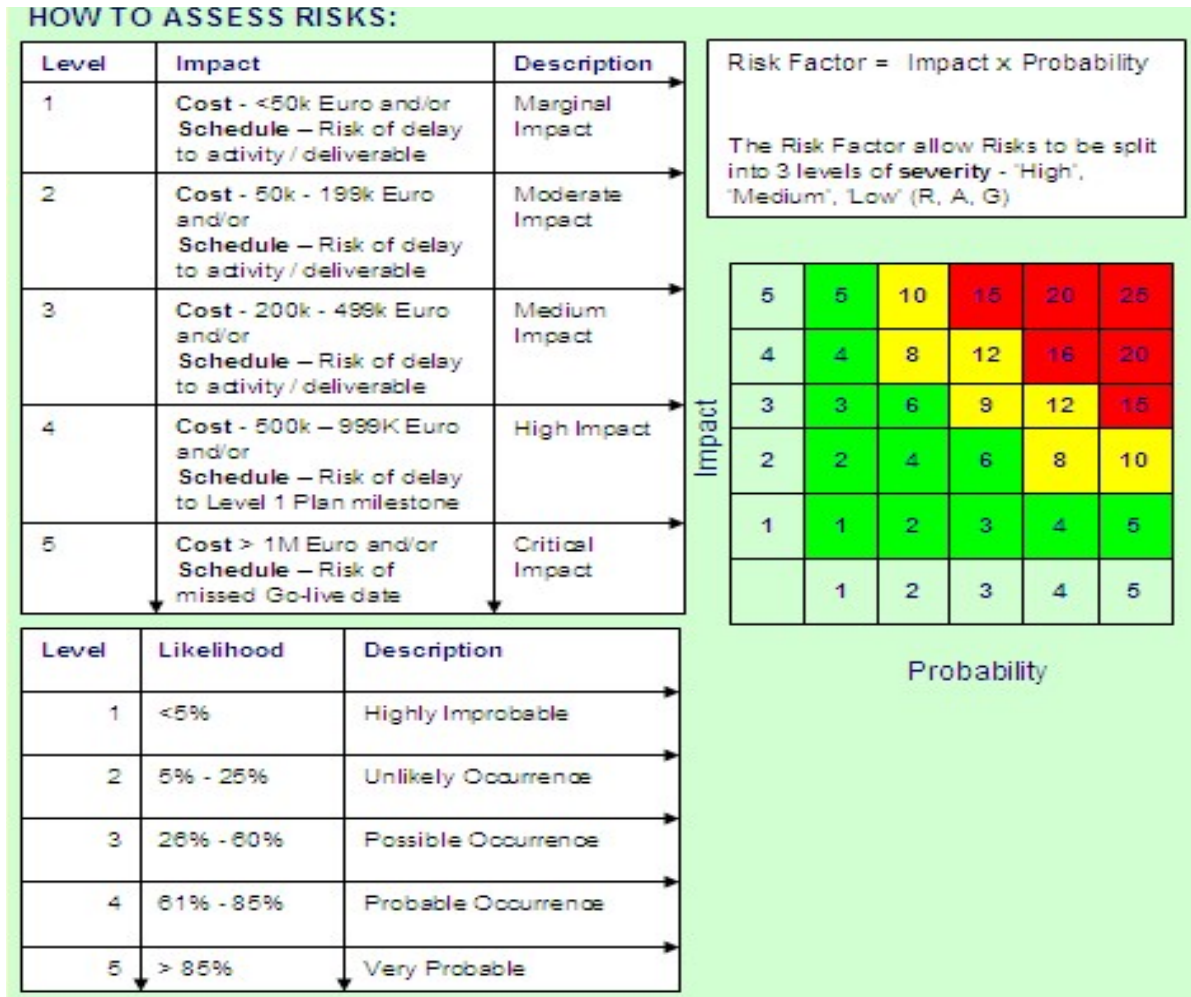 HOW TO ASSESS RISKS:
Level Impact Description
1 Cost - <50k Euro and/or Marginal
Schedule – Risk of delay Impact
to activity / deliverable
2 Cost - 50k - 199k Euro Moderate
and/or Impact
Schedule – Risk of delay
to activity / deliverable
3 Cost - 200k - 499k Euro Medium
and/or Impact
Schedule – Risk of delay
to activity / deliverable
4 Cost - 500k – 999K Euro High Impact
and/or
Schedule – Risk of delay
to Level 1 Plan milestone
5 Cost > 1M Euro and/or Critical
Schedule – Risk of Impact
missed Go-live date
Level Likelihood Description
1 <5% Highly Improbable
2 5% - 25% Unlikely Occurrence
3 26% - 60% Possible Occurrence
4 61% - 85% Probable Occurrence
5 > 85% Very Probable
Risk Factor = Impact x Probability
The Risk Factor allow Risks to be split
into 3 levels of severity - 'High',
'Medium', 'Low' (R, A, G)
Impact
5 5 10 15 20 25
4 4 8 12 16 20
3 3 6 9 12 15
2 2 4 6 8 10
1 1 2 3 4 5
1 2 3 4 5
Probability